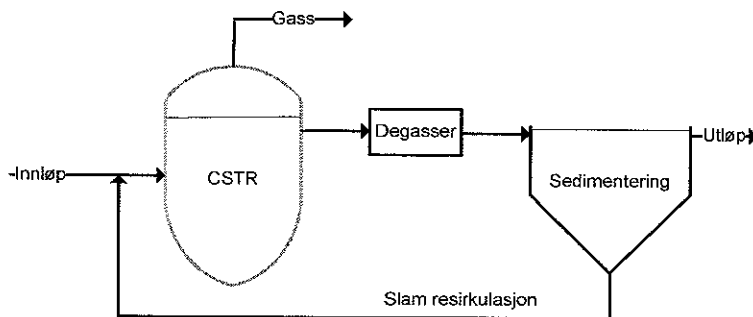 Gass
Innløp
CSTR
Degasser
Sedimentering
Utløp
Slam resirkulasjon